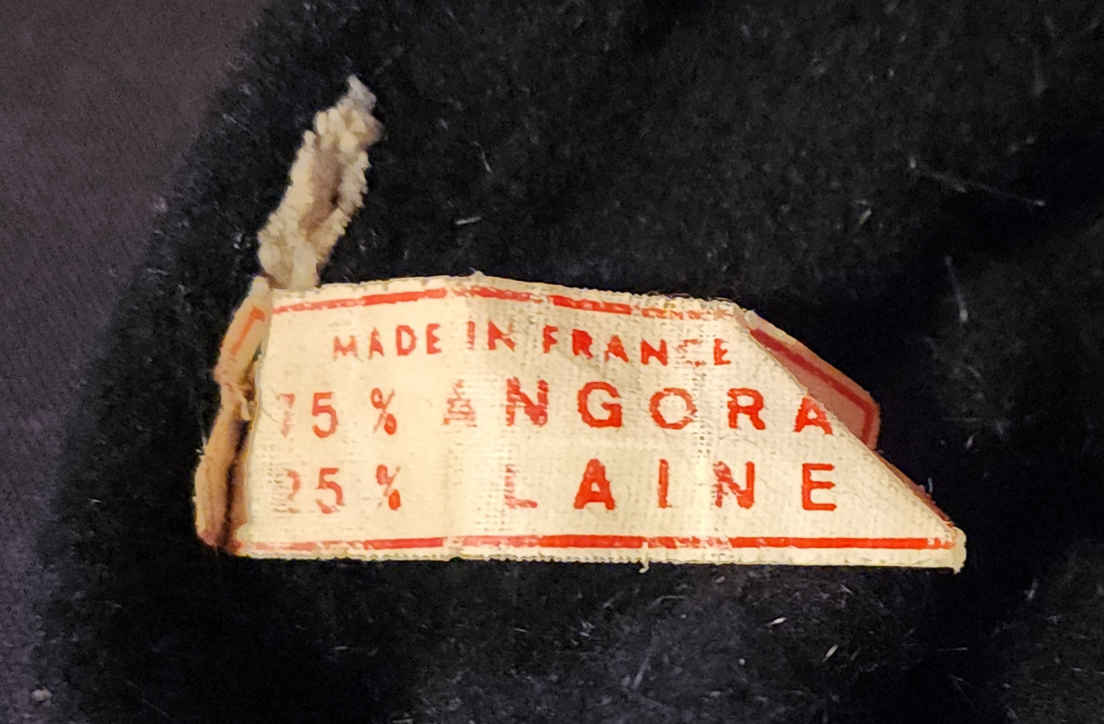 MADE IN FRANCE
75 % ANGORA
25 % LAINE